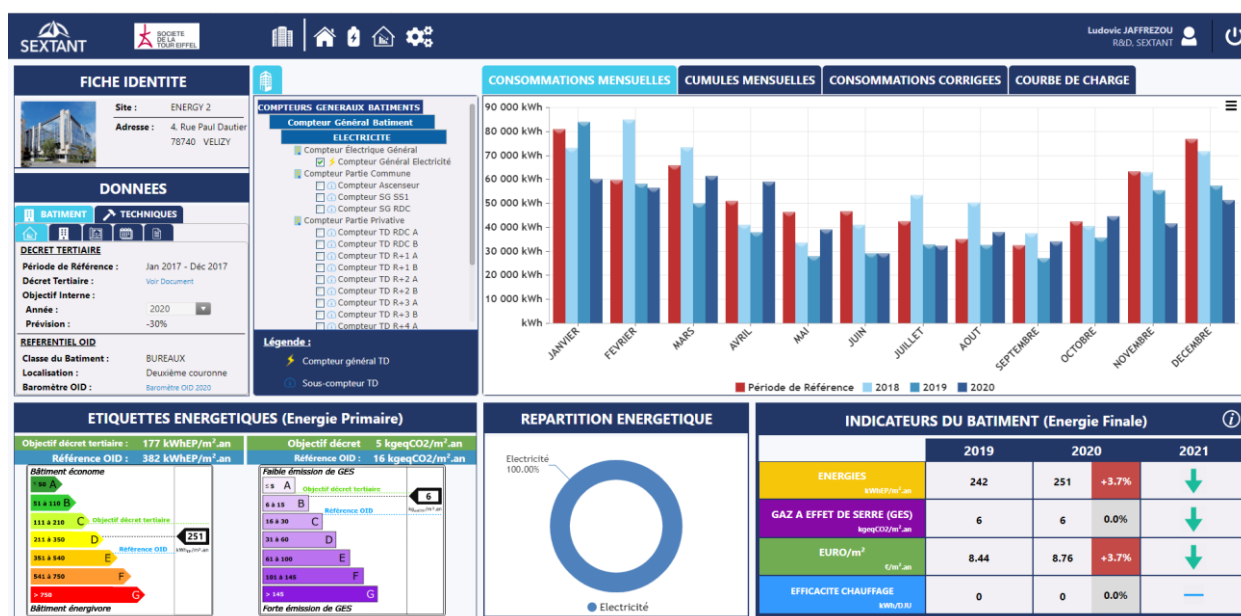 SEXTANT
SOCIETE
DE LA
TOUR EIFFEL
Ludovic JAFFREZOU
R&D, SEXTANT
FICHE IDENTITE
Site : ENERGY 2
Adresse : 4, Rue Paul Dautier
78740 VELIZY
DONNEES
BATIMENT TECHNIQUES
DECRET TERTIAIRE
Période de Référence : Jan 2017 - Déc 2017
Décret Tertiaire : Voir Document
Objectif Interne :
Année : 2020
Prévision : -30%
REFERENTIEL OID
Classe du Batiment : BUREAUX
Localisation : Deuxième couronne
Baromètre OID : Baromètre OID 2020
COMPTEURS GENERAUX BATIMENTS
Compteur Général Batiment
ELECTRICITE
Compteur Électrique Général
Compteur Général Electricité
Compteur Partie Commune
Compteur Ascenseur
Compteur SG SS1
Compteur SG RDC
Compteur Partie Privative
Compteur TD RDC A
Compteur TD RDC B
Compteur TD R+1 A
Compteur TD R+1 B
Compteur TD R+2 A
Compteur TD R+2 B
Compteur TD R+3 A
Compteur TD R+3 B
Compteur TD R+4 A
Légende :
Compteur général TD
Sous-compteur TD
CONSOMMATIONS MENSUELLES CUMULES MENSUELLES CONSOMMATIONS CORRIGEES COURBE DE CHARGE
90 000 kWh
80 000 kWh
70 000 kWh
60 000 kWh
50 000 kWh
40 000 kWh
30 000 kWh
20 000 kWh
10 000 kWh
kWh
JANVIER FEVRIER MARS AVRIL MAI JUIN JUILLET AOUT SEPTEMBRE OCTOBRE NOVEMBRE DECEMBRE
Période de Référence 2018 2019 2020
ETIQUETTES ENERGETIQUES (Energie Primaire)
Objectif décret tertiaire : 177 kWhEP/m².an
Référence OID : 382 kWhEP/m².an
Bâtiment économe
≤ 50 A
51 à 110 B
111 à 210 C Objectif décret tertiaire
211 à 350 D 251
Référence OID kWhEP/m².an
351 à 540 E
541 à 750 F
> 750 G
Bâtiment énergivore
Objectif décret 5 kgeqCO2/m².an
Référence OID : 16 kgeqCO2/m².an
Faible émission de GES
≤ 5 A Objectif décret tertiaire
6 à 15 B 6
Référence OID
16 à 30 C
31 à 60 D
61 à 100 E
101 à 145 F
> 145 G
Forte émission de GES
REPARTITION ENERGETIQUE
Electricité
100.00%
Electricité
INDICATEURS DU BATIMENT (Energie Finale)
2019 2020 2021
ENERGIES 242 251 +3.7%
kWhEP/m².an
GAZ A EFFET DE SERRE (GES) 6 6 0.0%
kgeqCO2/m².an
EURO/m² 8.44 8.76 +3.7%
€/m².an
EFFICACITE CHAUFFAGE 0 0 0.0%
kWh/DJU